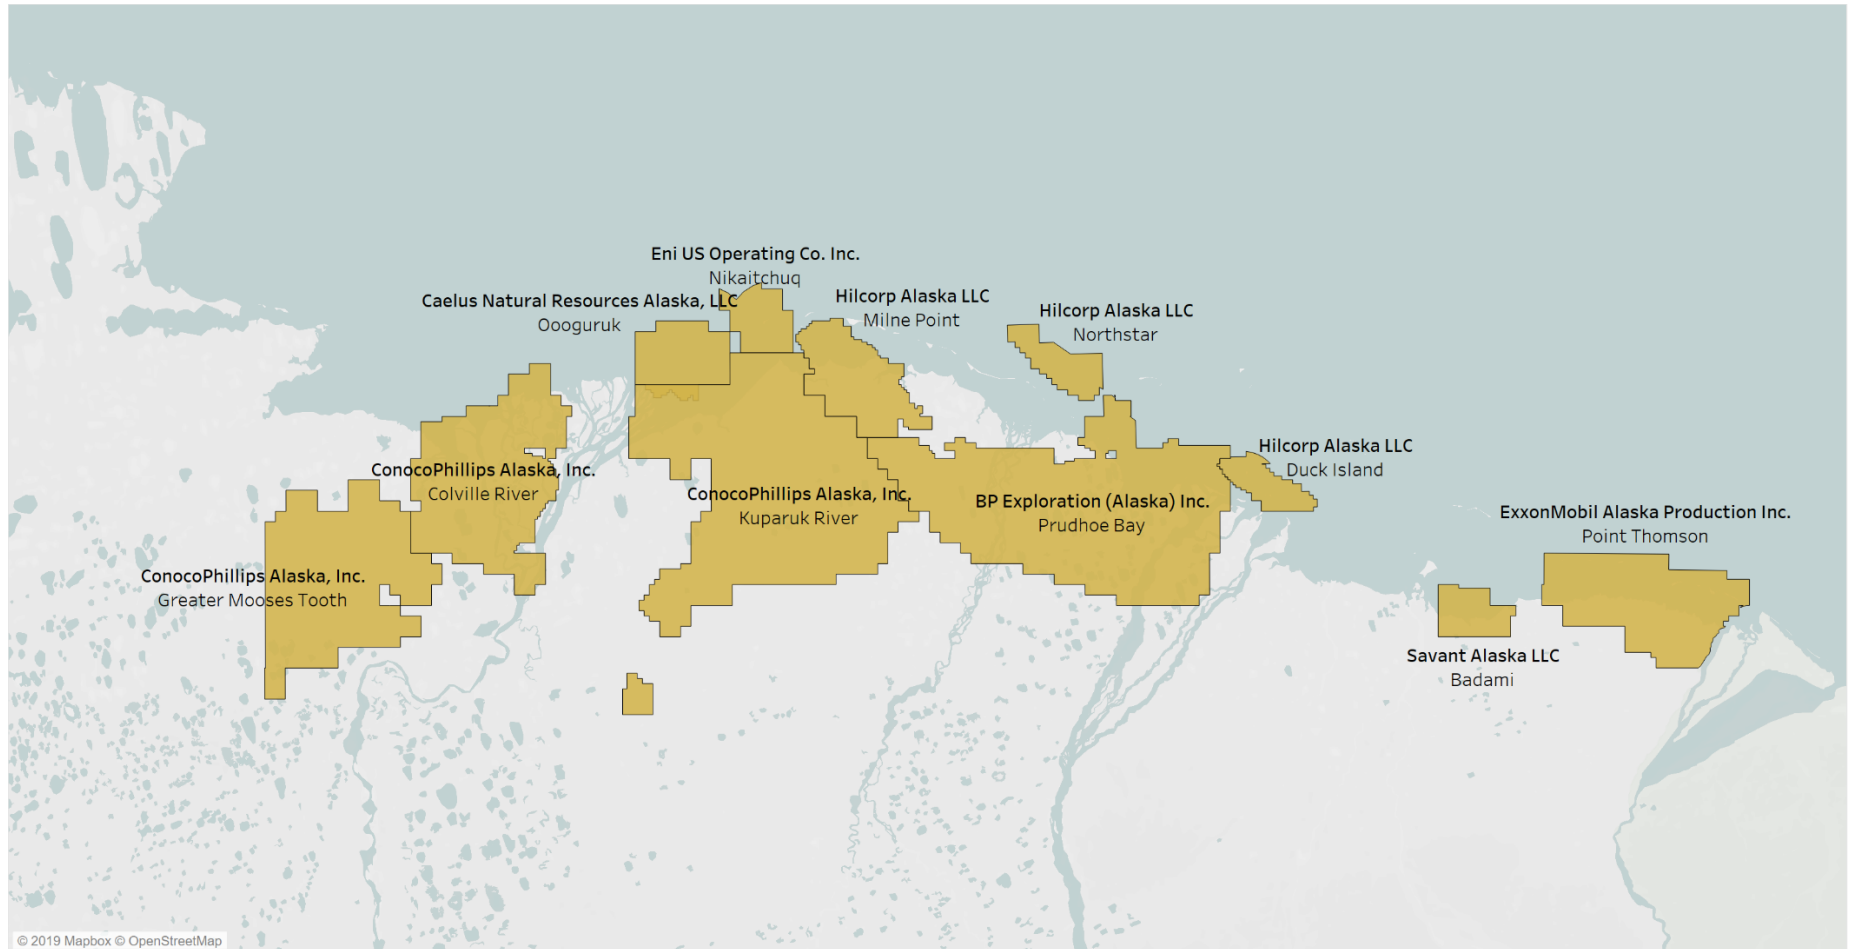 Eni US Operating Co. Inc.
Nikaitchuq
Caelus Natural Resources Alaska, LLC
Oooguruk
Hilcorp Alaska LLC
Milne Point
Hilcorp Alaska LLC
Northstar
Hilcorp Alaska LLC
Duck Island
ConocoPhillips Alaska, Inc.
Colville River
ConocoPhillips Alaska, Inc.
Kuparuk River
BP Exploration (Alaska) Inc.
Prudhoe Bay
ExxonMobil Alaska Production Inc.
Point Thomson
ConocoPhillips Alaska, Inc.
Greater Mooses Tooth
Savant Alaska LLC
Badami
© 2019 Mapbox © OpenStreetMap